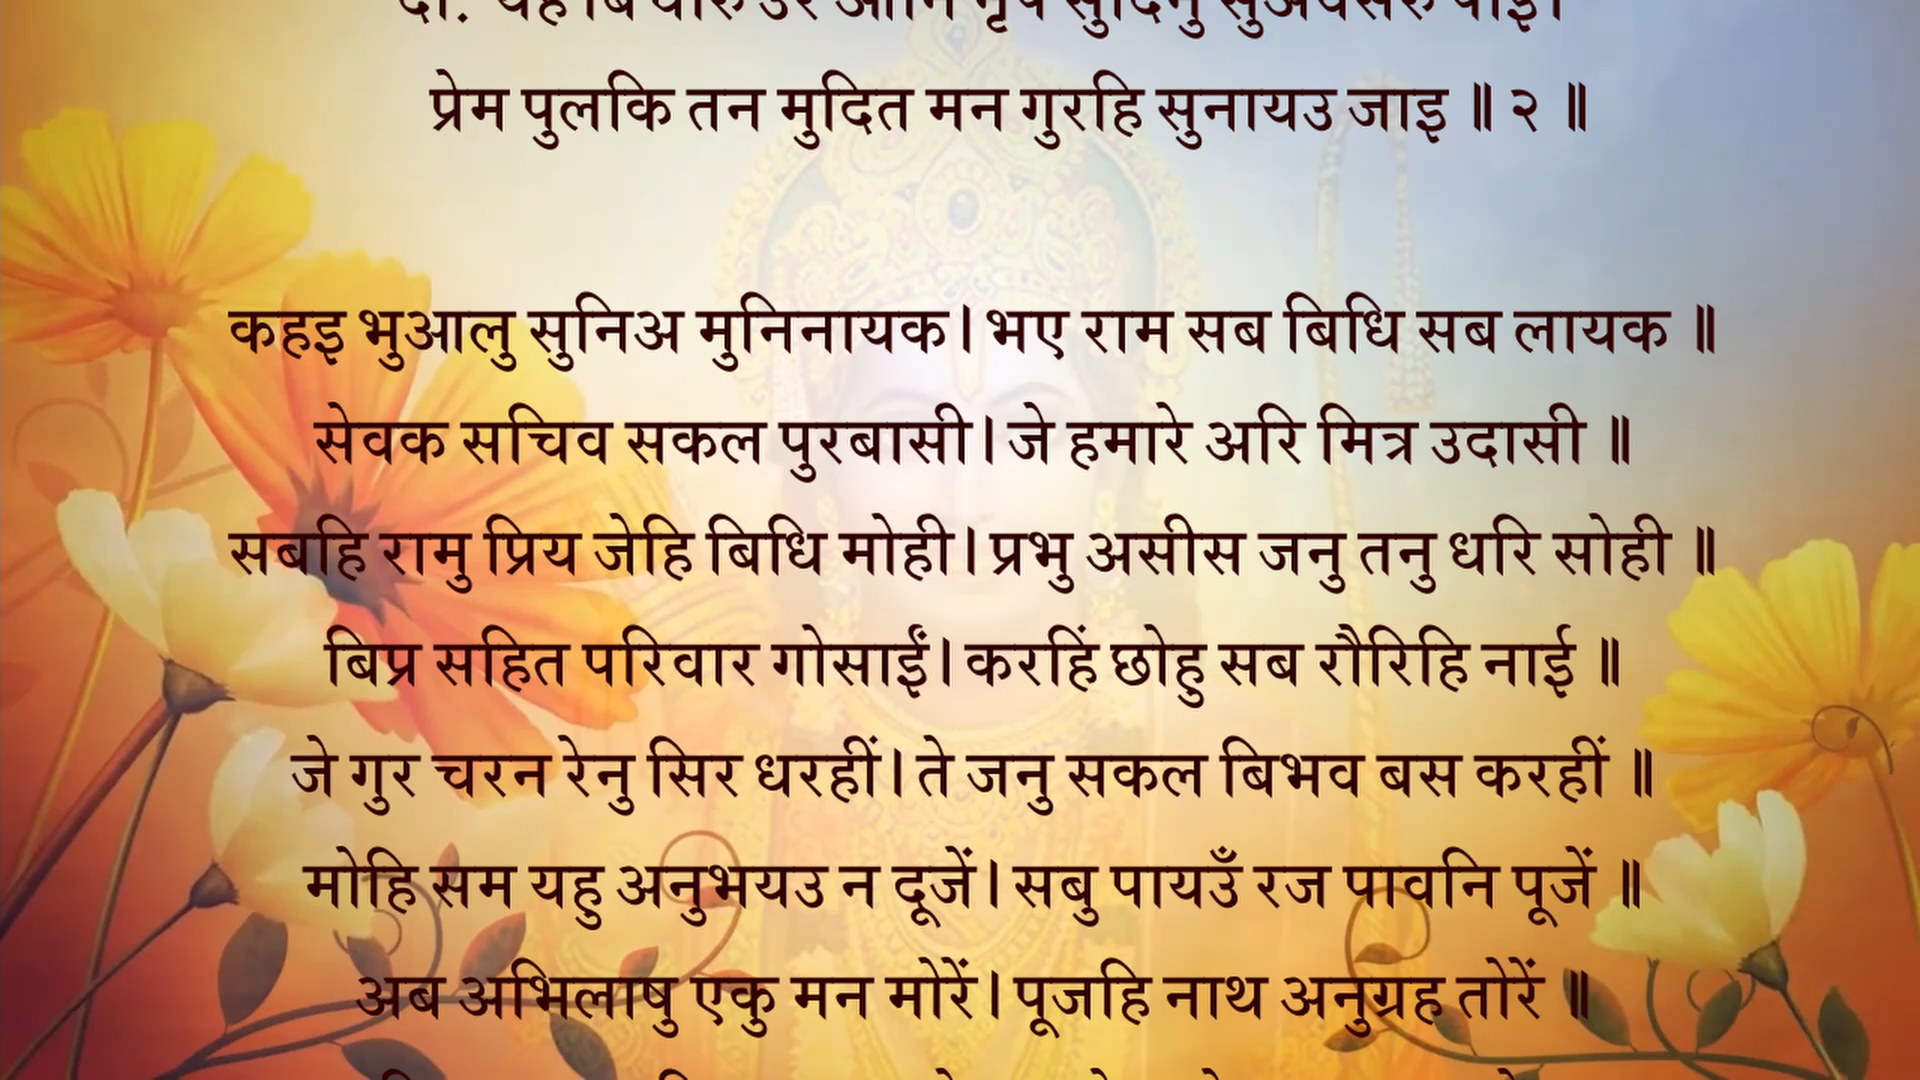 प्रेम पुलकि तन मुदित मन गुरहि सुनायउ जाइ ॥ २ ॥
कहइ भुआलु सुनिअ मुनिनायक। भए राम सब बिधि सब लायक ॥
सेवक सचिव सकल पुरबासी। जे हमारे अरि मित्र उदासी ॥
सबहि रामु प्रिय जेहि बिधि मोही। प्रभु असीस जनु तनु धरि सोही ॥
बिप्र सहित परिवार गोसाईं। करहिं छोहु सब रौरिहि नाई ॥
जे गुर चरन रेनु सिर धरहीं। ते जनु सकल बिभव बस करहीं ॥
मोहि सम यहु अनुभयउ न दूजें। सबु पायउँ रज पावनि पूजें ॥
अब अभिलाषु एकु मन मोरें। पूजहि नाथ अनुग्रह तोरें ॥